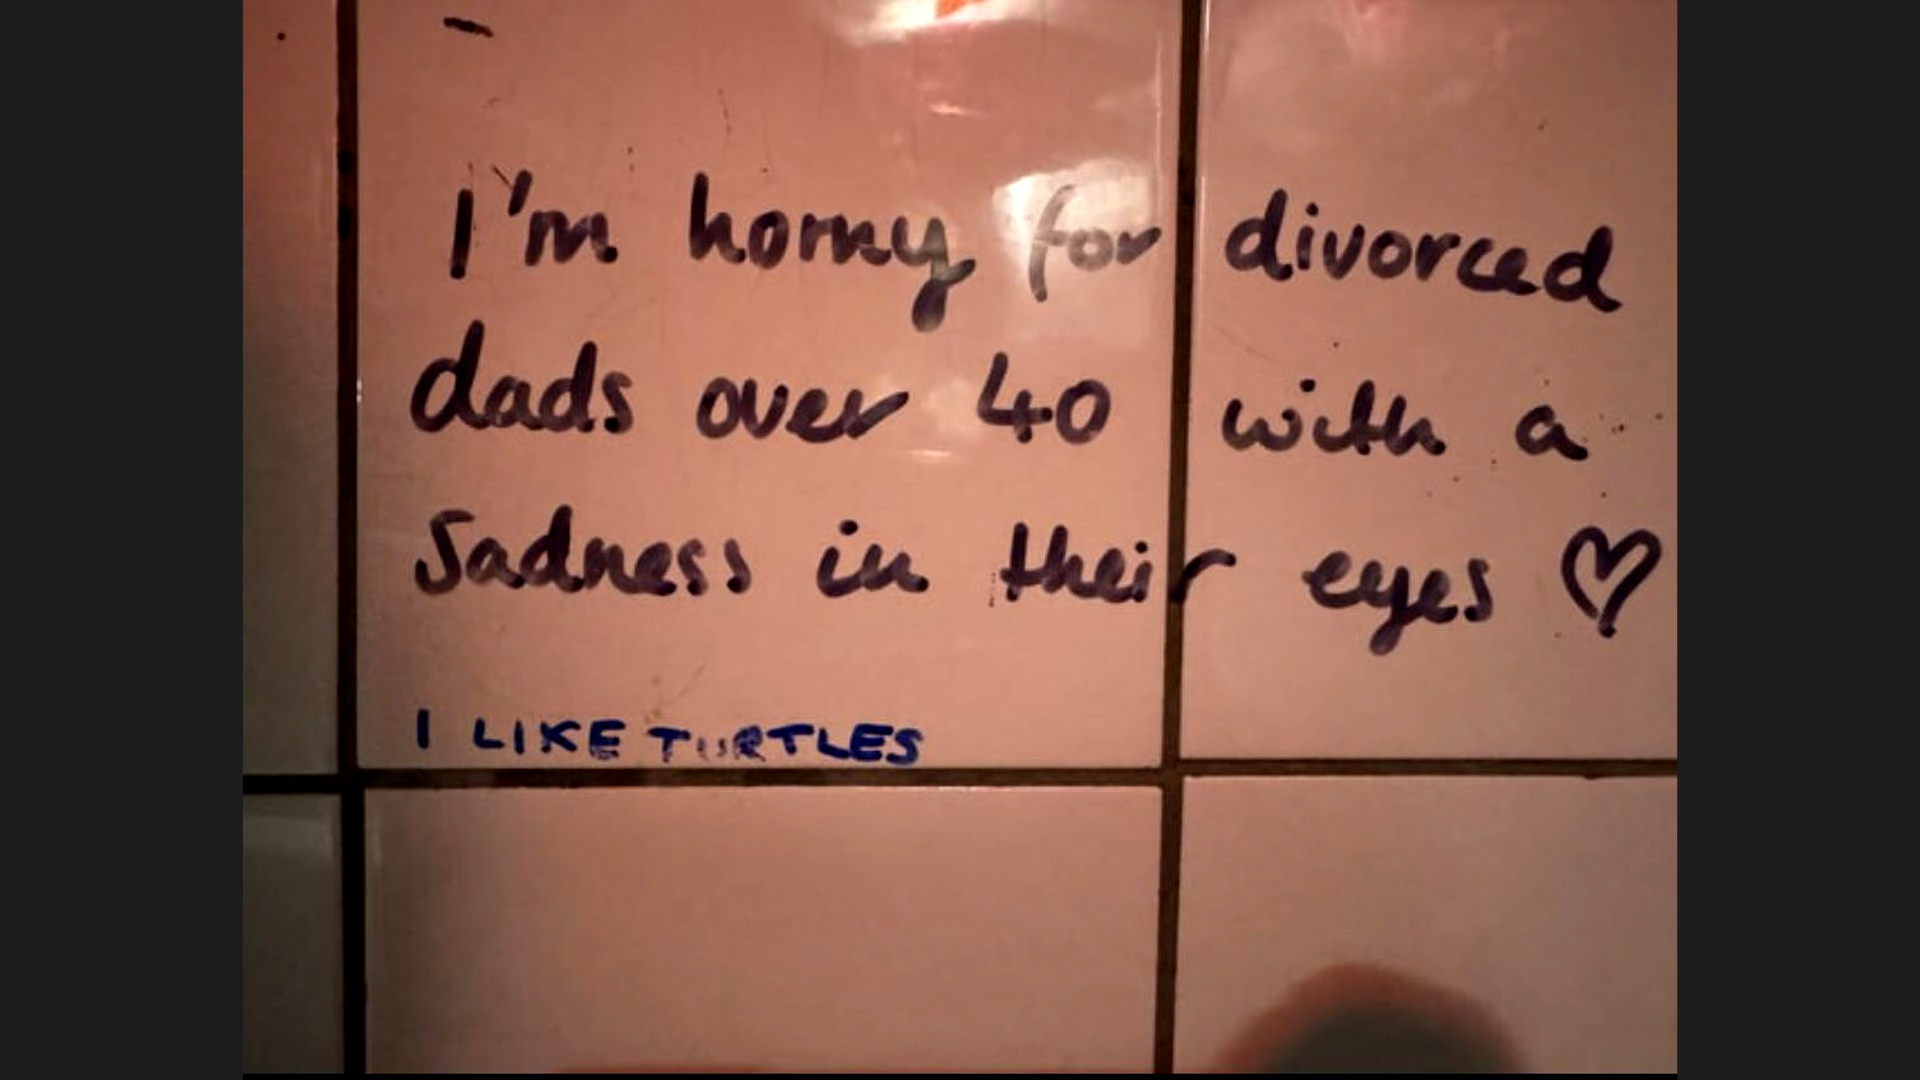 I'm horny for divorced
dads over 40 with a
Sadness in their eyes ♡
I LIKE TURTLES